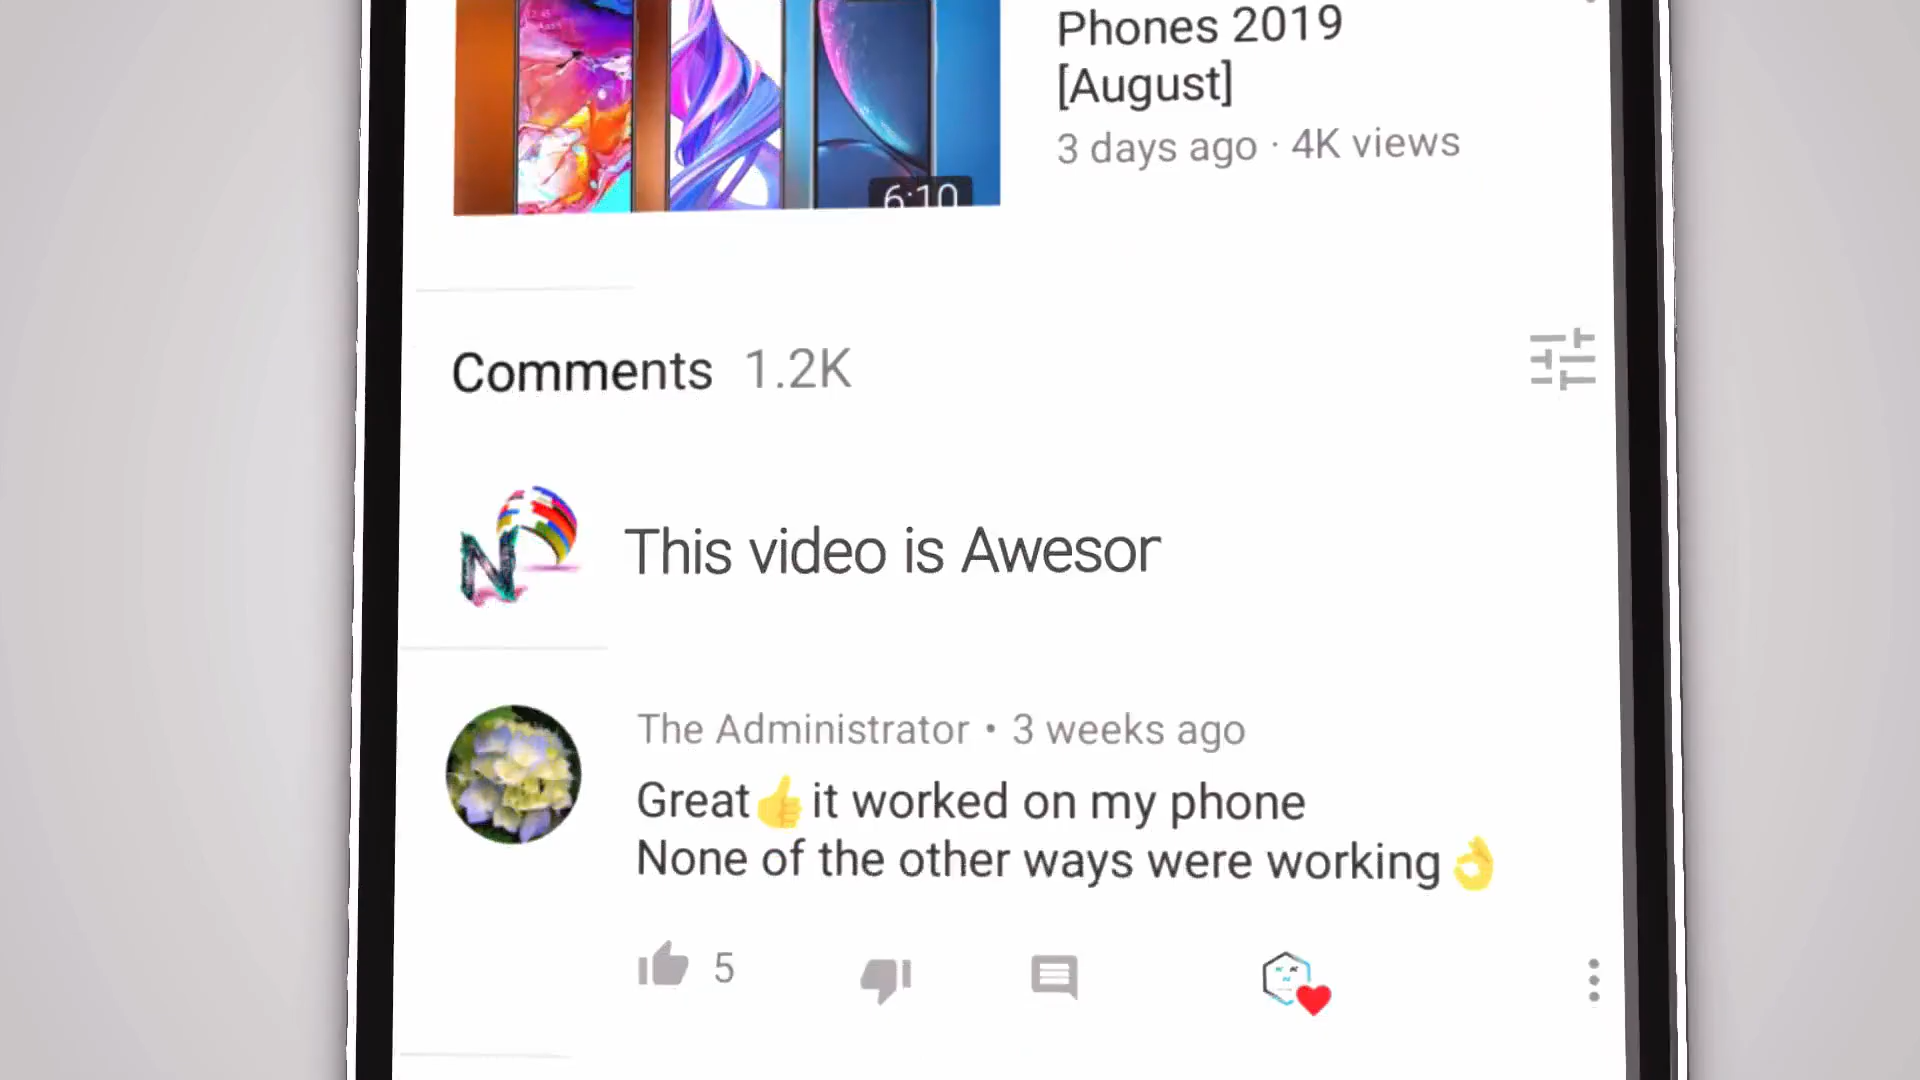 Phones 2019
[August]
3 days ago · 4K views
6:10
Comments 1.2K
N
This video is Awesor
The Administrator • 3 weeks ago
Great👍it worked on my phone
None of the other ways were working👌
5